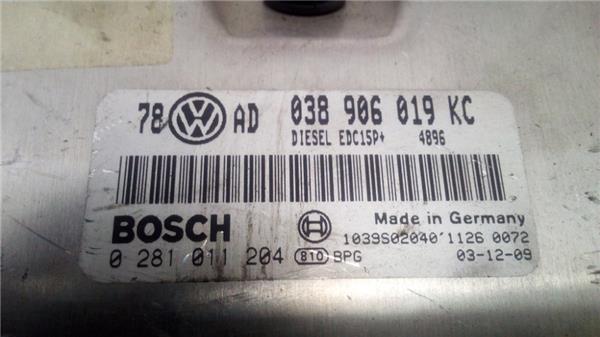 78 VW AD 038 906 019 KC
DIESEL EDC15P+ 4896
BOSCH Made in Germany
1039S02040'1126 0072
0 281 011 204 810 BPG 03-12-09